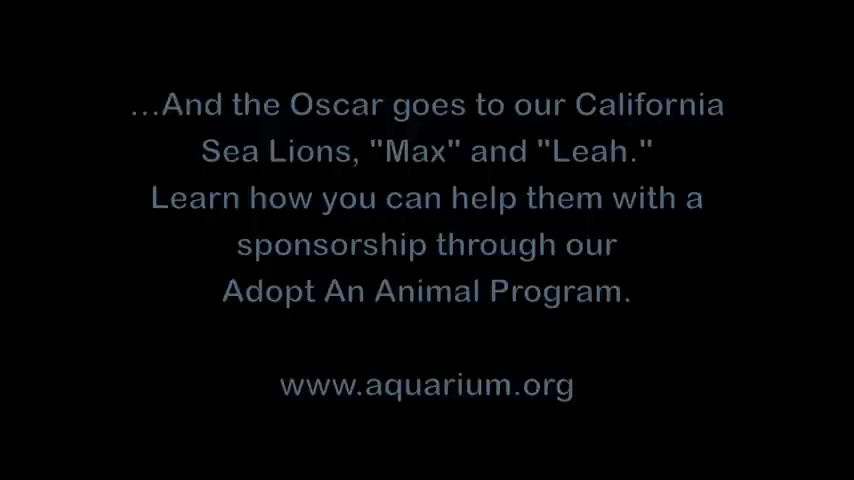 ...And the Oscar goes to our California
Sea Lions, "Max" and "Leah."
Learn how you can help them with a
sponsorship through our
Adopt An Animal Program.
www.aquarium.org